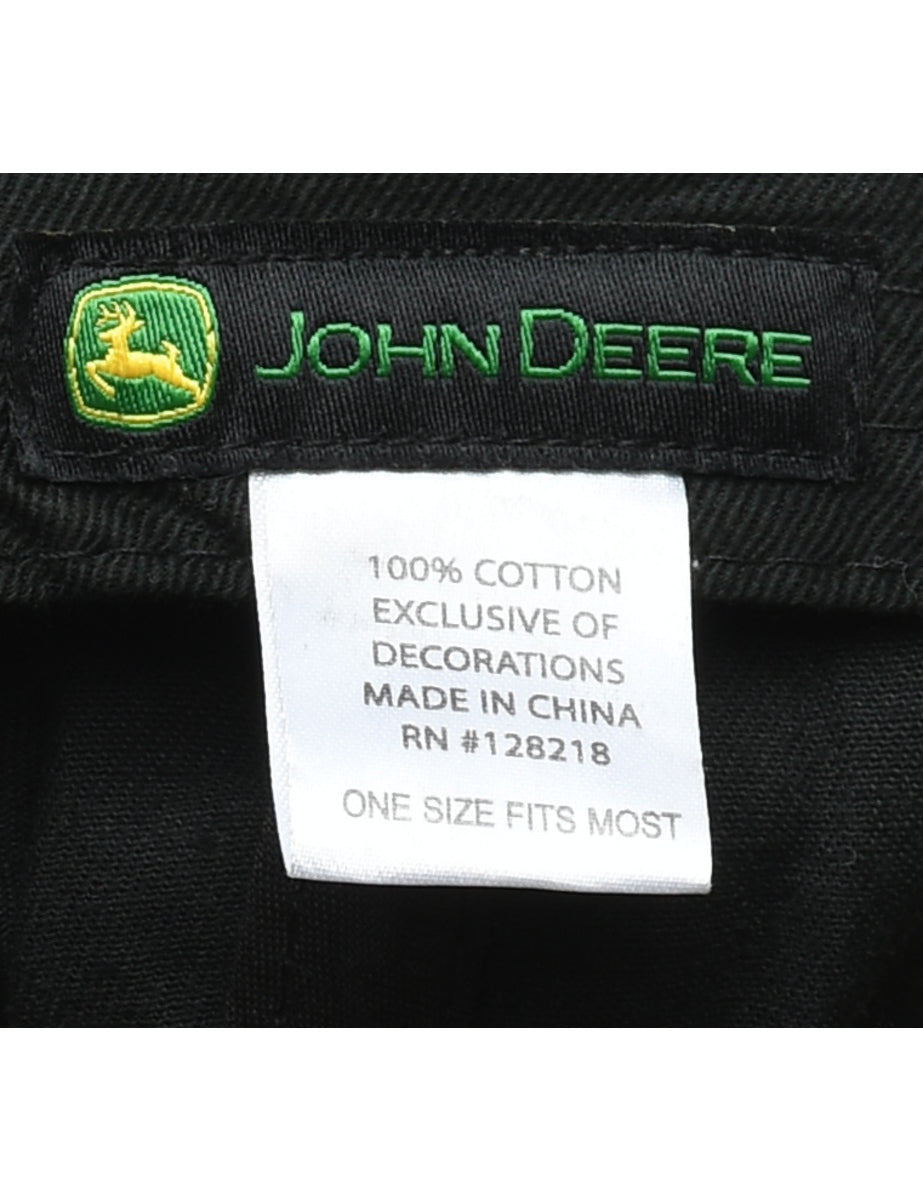 JOHN DEERE
100% COTTON
EXCLUSIVE OF
DECORATIONS
MADE IN CHINA
RN #128218
ONE SIZE FITS MOST